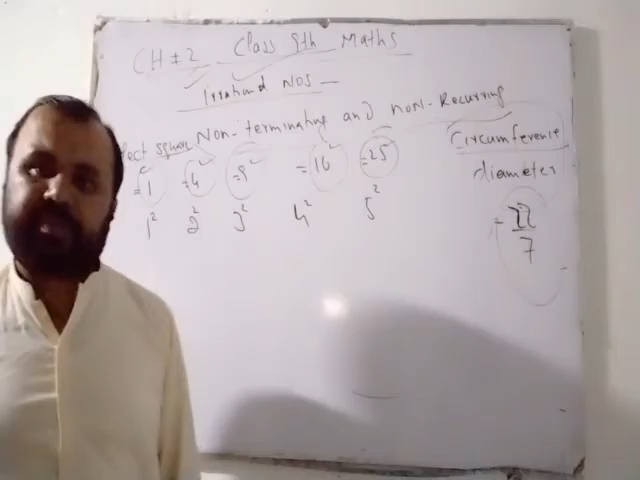 CH # 2 Class 9th Maths
Irrational NOS —
Non-terminating and non-Recurring
ect square
=1 =4 =9 =16 =25
1² 2² 3² 4² 5²
Circumference
diameter
22
7